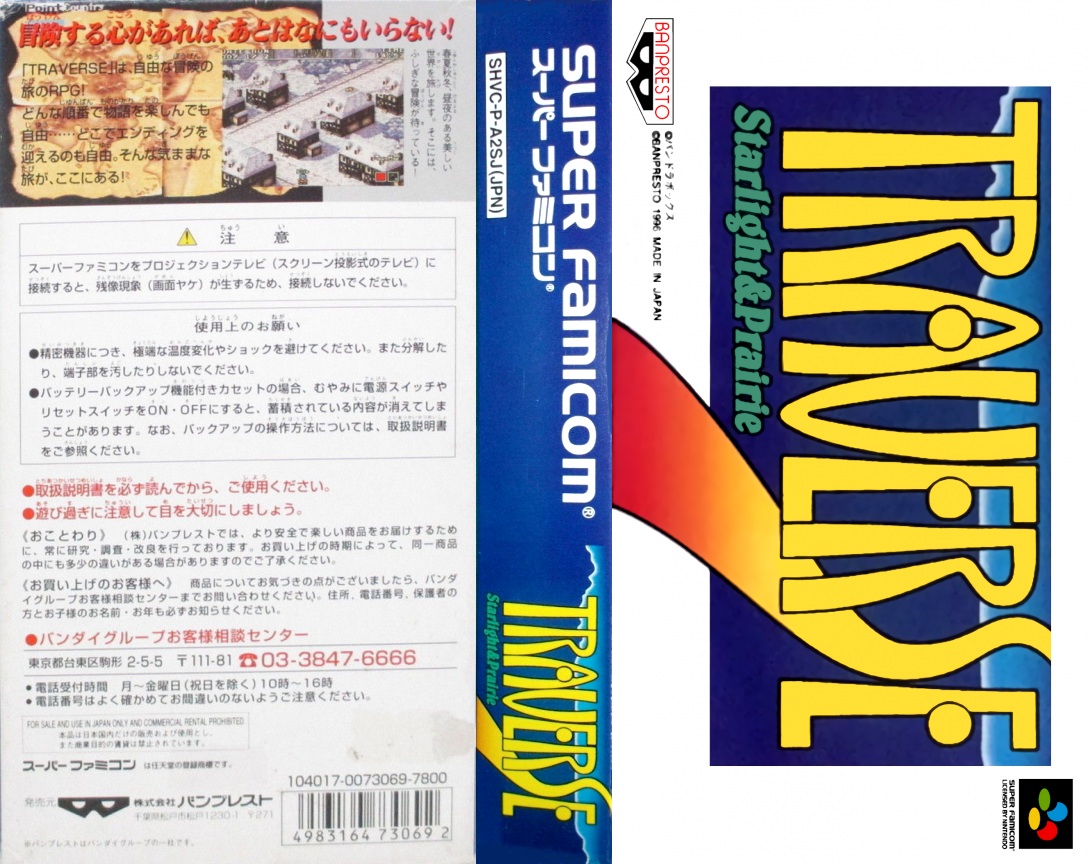 Point Country
冒険する心があれば、あとはなにもいらない!
「TRAVERSE」は、自由な冒険の
旅のRPG!
どんな順番で物語を楽しんでも
自由……どこでエンディングを
迎えるのも自由。そんな気ままな
旅が、ここにある!
春夏秋冬、昼夜のある美しい
世界を旅します。そこには、
ふしぎな冒険が待っている!
注意
スーパーファミコンをプロジェクションテレビ(スクリーン投影式のテレビ)に
接続すると、残像現象(画面ヤケ)が生ずるため、接続しないでください。
使用上のお願い
●精密機器につき、極端な温度変化やショックを避けてください。また分解した
り、端子部を汚したりしないでください。
●バッテリーバックアップ機能付きカセットの場合、むやみに電源スイッチや
リセットスイッチをON・OFFにすると、蓄積されている内容が消えてしま
うことがあります。なお、バックアップの操作方法については、取扱説明書
をご参照ください。
●取扱説明書を必ず読んでから、ご使用ください。
●遊び過ぎに注意して目を大切にしましょう。
《おことわり》 (株)バンプレストでは、より安全で楽しい商品をお届けするため
に、常に研究・調査・改良を行っております。お買い上げの時期によって、同一商品
の中にも多少の違いがある場合がありますのでご了承ください。
《お買い上げのお客様へ》 商品についてお気づきの点がございましたら、バンダ
イグループお客様相談センターまでお問い合わせください。住所、電話番号、保護者の
方とお子様のお名前・お年も必ずお知らせください。
●バンダイグループお客様相談センター
東京都台東区駒形 2-5-5 〒111-81 ☎03-3847-6666
●電話受付時間 月〜金曜日(祝日を除く)10時〜16時
●電話番号はよく確かめてお間違いのないようご注意ください。
FOR SALE AND USE IN JAPAN ONLY AND COMMERCIAL RENTAL PROHIBITED.
本品は日本国内だけの販売および使用とし、
また商業目的の賃貸は禁止されています。
スーパーファミコン は任天堂の登録商標です。
104017-0073069-7800
発売元 株式会社バンプレスト
千葉県松戸市松戸1230-1 〒271
※バンプレストはバンダイグループの一社です。
4983164 73069 2
SHVC-P-A2SJ(JPN)
SUPER FAMICOM®
スーパーファミコン®
TRAVERSE
Starlight&Prairie
BANPRESTO
©パンドラボックス
©BANPRESTO 1996 MADE IN JAPAN
TRAVERSE
Starlight&Prairie
SUPER FAMICOM
LICENSED BY NINTENDO